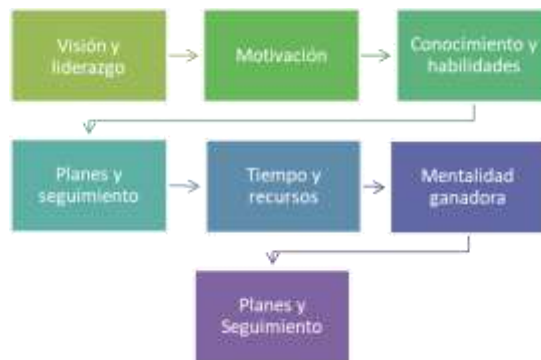 Visión y
liderazgo
Motivación
Conocimiento y
habilidades
Planes y
seguimiento
Tiempo y
recursos
Mentalidad
ganadora
Planes y
Seguimiento